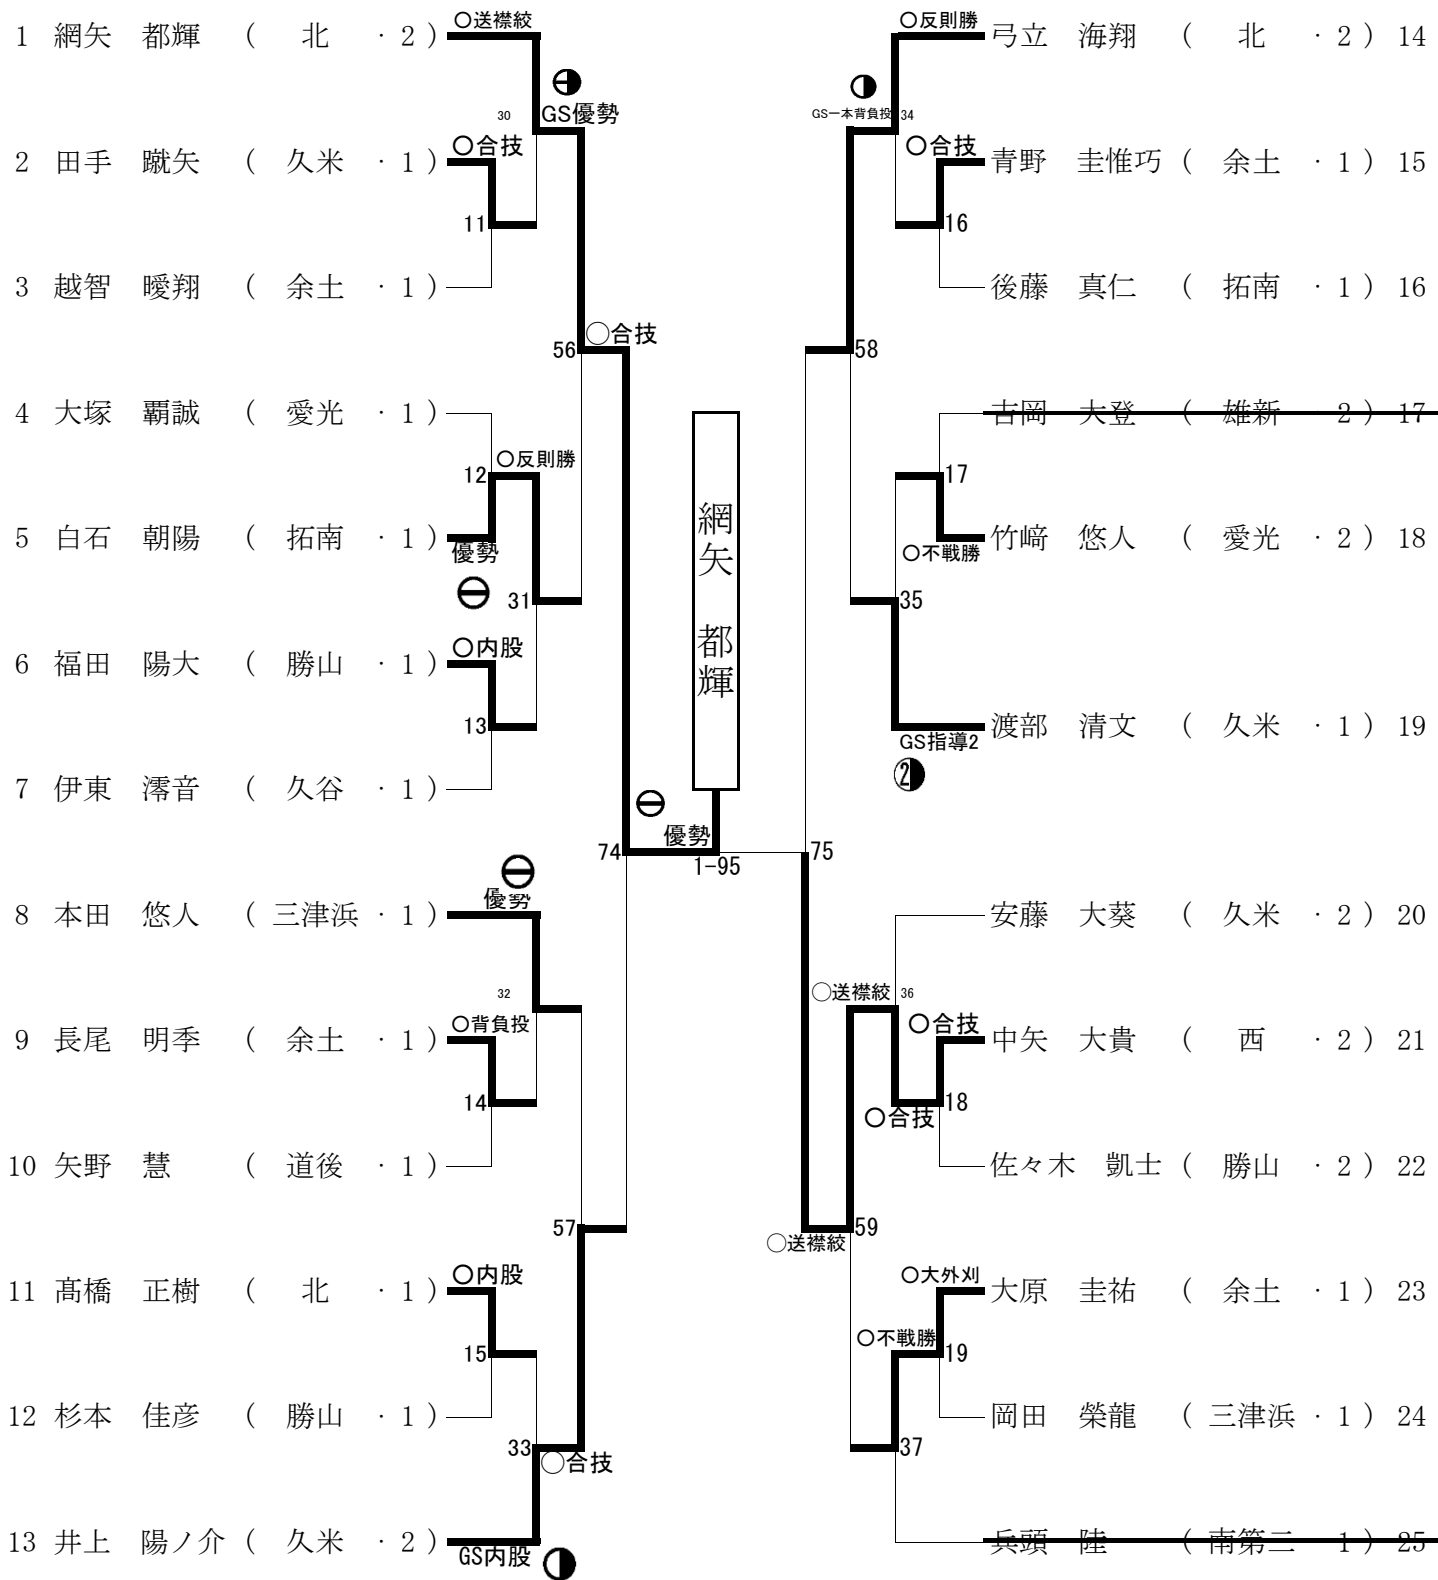 ○送襟絞
1 網矢 都輝 ( 北 ・2)
GS優勢
30
○合技
2 田手 蹴矢 ( 久米 ・1)
11
3 越智 曖翔 ( 余土 ・1)
○合技
56
4 大塚 覇誠 ( 愛光 ・1)
○反則勝
12
5 白石 朝陽 ( 拓南 ・1)
優勢
31
○内股
6 福田 陽大 ( 勝山 ・1)
13
7 伊東 澪音 ( 久谷 ・1)
網矢 都輝
優勢
74
1-95
優勢
8 本田 悠人 ( 三津浜 ・1)
32
○背負投
9 長尾 明季 ( 余土 ・1)
14
10 矢野 慧 ( 道後 ・1)
57
○内股
11 髙橋 正樹 ( 北 ・1)
15
12 杉本 佳彦 ( 勝山 ・1)
33
○合技
13 井上 陽ノ介 ( 久米 ・2)
GS内股
○反則勝
弓立 海翔 ( 北 ・2) 14
GS一本背負投
34
○合技
青野 圭惟巧 ( 余土 ・1) 15
16
後藤 真仁 ( 拓南 ・1) 16
58
吉岡 大登 ( 雄新 2) 17
17
竹﨑 悠人 ( 愛光 ・2) 18
○不戦勝
35
渡部 清文 ( 久米 ・1) 19
GS指導2
2
75
安藤 大葵 ( 久米 ・2) 20
○送襟絞
36
○合技
中矢 大貴 ( 西 ・2) 21
18
○合技
佐々木 凱士 ( 勝山 ・2) 22
59
○送襟絞
○大外刈
大原 圭祐 ( 余土 ・1) 23
○不戦勝
19
岡田 榮龍 ( 三津浜 ・1) 24
37
兵頭 陸 ( 南第二 1) 25